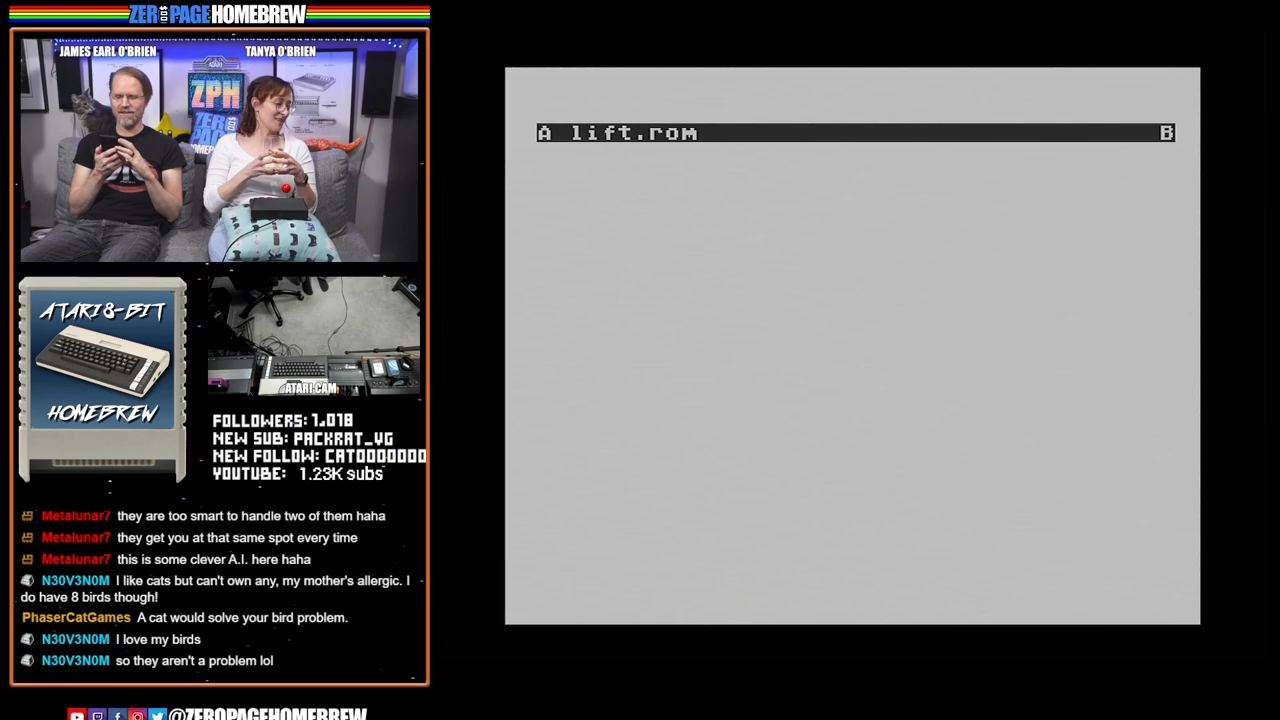 ZEROPAGE HOMEBREW
JAMES EARL O'BRIEN
TANYA O'BRIEN
ZPH
ATARI 8-BIT
HOMEBREW
ATARI CAM
FOLLOWERS: 1,018
NEW SUB: PACKRAT_VG
NEW FOLLOW: CATOOOOOOO
YOUTUBE: 1.23K subs
Metalunar7 they are too smart to handle two of them haha
Metalunar7 they get you at that same spot every time
Metalunar7 this is some clever A.I. here haha
N30V3N0M I like cats but can't own any, my mother's allergic. I
do have 8 birds though!
PhaserCatGames A cat would solve your bird problem.
N30V3N0M I love my birds
N30V3N0M so they aren't a problem lol
@ZEROPAGEHOMEBREW
A lift.rom B